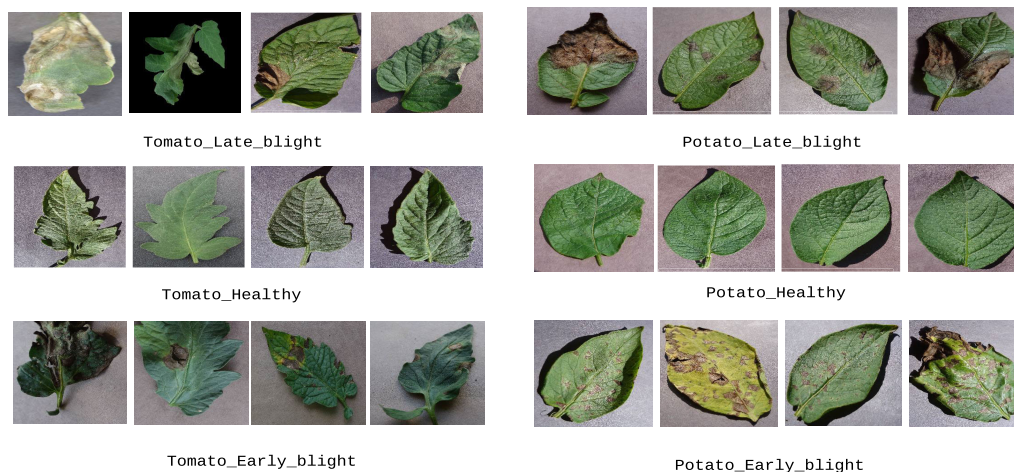 Tomato_Late_blight
Potato_Late_blight
Tomato_Healthy
Potato_Healthy
Tomato_Early_blight
Potato_Early_blight